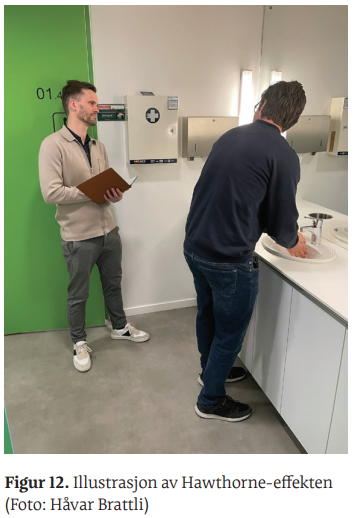 01.4
Figur 12. Illustrasjon av Hawthorne-effekten
(Foto: Håvar Brattli)